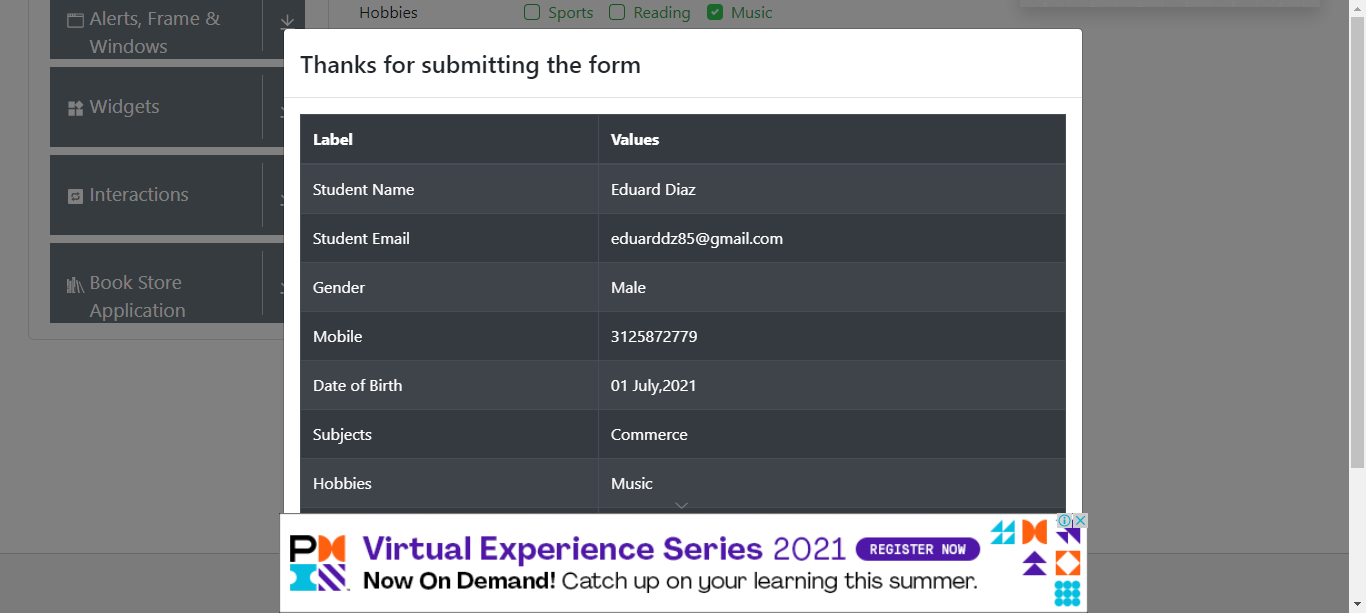 Alerts, Frame &
Windows
Widgets
Interactions
Book Store
Application
Hobbies Sports Reading Music
Thanks for submitting the form
Label Values
Student Name Eduard Diaz
Student Email eduarddz85@gmail.com
Gender Male
Mobile 3125872779
Date of Birth 01 July,2021
Subjects Commerce
Hobbies Music
PMI
Virtual Experience Series 2021 REGISTER NOW
Now On Demand! Catch up on your learning this summer.